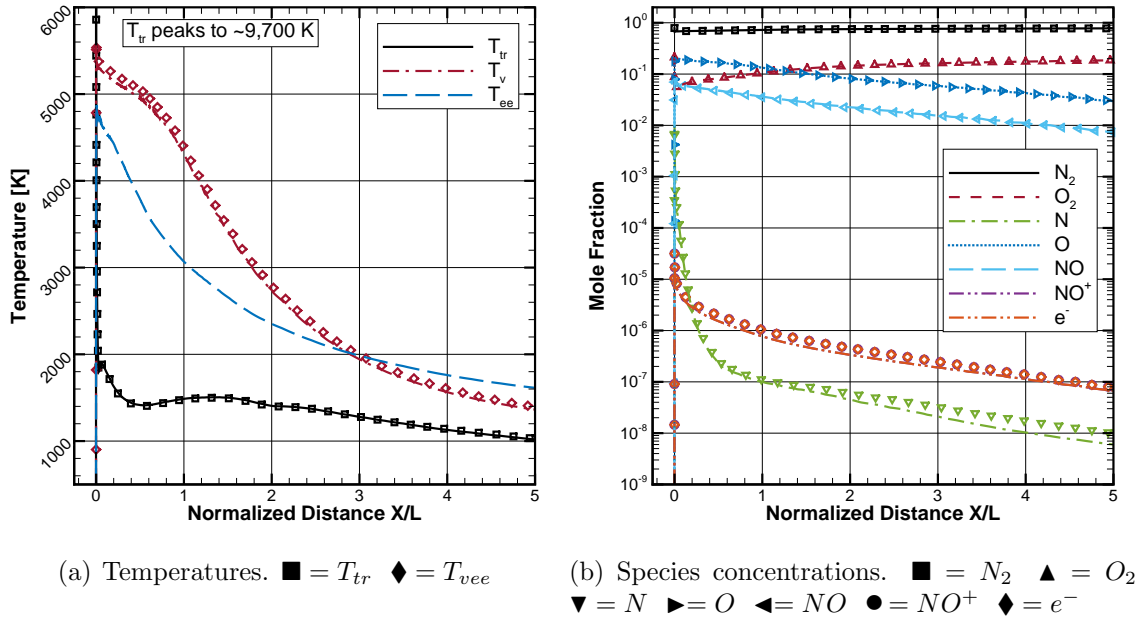 T_tr peaks to ~9,700 K
T_tr
T_v
T_ee
6000
5000
4000
3000
2000
1000
Temperature [K]
0 1 2 3 4 5
Normalized Distance X/L
10^0
10^-1
10^-2
10^-3
10^-4
10^-5
10^-6
10^-7
10^-8
10^-9
Mole Fraction
N_2
O_2
N
O
NO
NO^+
e^-
0 1 2 3 4 5
Normalized Distance X/L
(a) Temperatures. ■ = T_tr ♦ = T_vee
(b) Species concentrations. ■ = N_2 ▲ = O_2
▼ = N ►= O ◄= NO ● = NO^+ ♦ = e^−